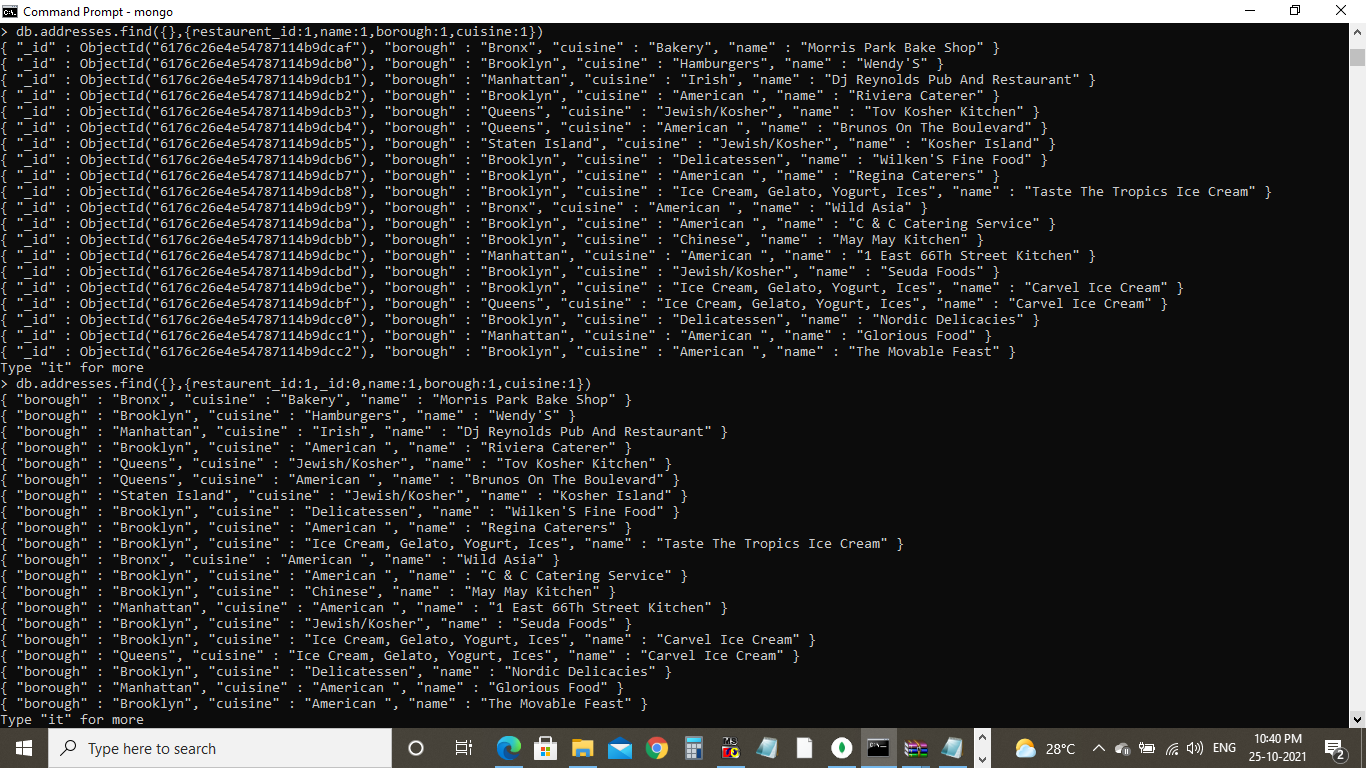 Command Prompt - mongo
> db.addresses.find({},{restaurent_id:1,name:1,borough:1,cuisine:1})
{ "_id" : ObjectId("6176c26e4e54787114b9dcaf"), "borough" : "Bronx", "cuisine" : "Bakery", "name" : "Morris Park Bake Shop" }
{ "_id" : ObjectId("6176c26e4e54787114b9dcb0"), "borough" : "Brooklyn", "cuisine" : "Hamburgers", "name" : "Wendy'S" }
{ "_id" : ObjectId("6176c26e4e54787114b9dcb1"), "borough" : "Manhattan", "cuisine" : "Irish", "name" : "Dj Reynolds Pub And Restaurant" }
{ "_id" : ObjectId("6176c26e4e54787114b9dcb2"), "borough" : "Brooklyn", "cuisine" : "American ", "name" : "Riviera Caterer" }
{ "_id" : ObjectId("6176c26e4e54787114b9dcb3"), "borough" : "Queens", "cuisine" : "Jewish/Kosher", "name" : "Tov Kosher Kitchen" }
{ "_id" : ObjectId("6176c26e4e54787114b9dcb4"), "borough" : "Queens", "cuisine" : "American ", "name" : "Brunos On The Boulevard" }
{ "_id" : ObjectId("6176c26e4e54787114b9dcb5"), "borough" : "Staten Island", "cuisine" : "Jewish/Kosher", "name" : "Kosher Island" }
{ "_id" : ObjectId("6176c26e4e54787114b9dcb6"), "borough" : "Brooklyn", "cuisine" : "Delicatessen", "name" : "Wilken'S Fine Food" }
{ "_id" : ObjectId("6176c26e4e54787114b9dcb7"), "borough" : "Brooklyn", "cuisine" : "American ", "name" : "Regina Caterers" }
{ "_id" : ObjectId("6176c26e4e54787114b9dcb8"), "borough" : "Brooklyn", "cuisine" : "Ice Cream, Gelato, Yogurt, Ices", "name" : "Taste The Tropics Ice Cream" }
{ "_id" : ObjectId("6176c26e4e54787114b9dcb9"), "borough" : "Bronx", "cuisine" : "American ", "name" : "Wild Asia" }
{ "_id" : ObjectId("6176c26e4e54787114b9dcba"), "borough" : "Brooklyn", "cuisine" : "American ", "name" : "C & C Catering Service" }
{ "_id" : ObjectId("6176c26e4e54787114b9dcbb"), "borough" : "Brooklyn", "cuisine" : "Chinese", "name" : "May May Kitchen" }
{ "_id" : ObjectId("6176c26e4e54787114b9dcbc"), "borough" : "Manhattan", "cuisine" : "American ", "name" : "1 East 66Th Street Kitchen" }
{ "_id" : ObjectId("6176c26e4e54787114b9dcbd"), "borough" : "Brooklyn", "cuisine" : "Jewish/Kosher", "name" : "Seuda Foods" }
{ "_id" : ObjectId("6176c26e4e54787114b9dcbe"), "borough" : "Brooklyn", "cuisine" : "Ice Cream, Gelato, Yogurt, Ices", "name" : "Carvel Ice Cream" }
{ "_id" : ObjectId("6176c26e4e54787114b9dcbf"), "borough" : "Queens", "cuisine" : "Ice Cream, Gelato, Yogurt, Ices", "name" : "Carvel Ice Cream" }
{ "_id" : ObjectId("6176c26e4e54787114b9dcc0"), "borough" : "Brooklyn", "cuisine" : "Delicatessen", "name" : "Nordic Delicacies" }
{ "_id" : ObjectId("6176c26e4e54787114b9dcc1"), "borough" : "Manhattan", "cuisine" : "American ", "name" : "Glorious Food" }
{ "_id" : ObjectId("6176c26e4e54787114b9dcc2"), "borough" : "Brooklyn", "cuisine" : "American ", "name" : "The Movable Feast" }
Type "it" for more
> db.addresses.find({},{restaurent_id:1,_id:0,name:1,borough:1,cuisine:1})
{ "borough" : "Bronx", "cuisine" : "Bakery", "name" : "Morris Park Bake Shop" }
{ "borough" : "Brooklyn", "cuisine" : "Hamburgers", "name" : "Wendy'S" }
{ "borough" : "Manhattan", "cuisine" : "Irish", "name" : "Dj Reynolds Pub And Restaurant" }
{ "borough" : "Brooklyn", "cuisine" : "American ", "name" : "Riviera Caterer" }
{ "borough" : "Queens", "cuisine" : "Jewish/Kosher", "name" : "Tov Kosher Kitchen" }
{ "borough" : "Queens", "cuisine" : "American ", "name" : "Brunos On The Boulevard" }
{ "borough" : "Staten Island", "cuisine" : "Jewish/Kosher", "name" : "Kosher Island" }
{ "borough" : "Brooklyn", "cuisine" : "Delicatessen", "name" : "Wilken'S Fine Food" }
{ "borough" : "Brooklyn", "cuisine" : "American ", "name" : "Regina Caterers" }
{ "borough" : "Brooklyn", "cuisine" : "Ice Cream, Gelato, Yogurt, Ices", "name" : "Taste The Tropics Ice Cream" }
{ "borough" : "Bronx", "cuisine" : "American ", "name" : "Wild Asia" }
{ "borough" : "Brooklyn", "cuisine" : "American ", "name" : "C & C Catering Service" }
{ "borough" : "Brooklyn", "cuisine" : "Chinese", "name" : "May May Kitchen" }
{ "borough" : "Manhattan", "cuisine" : "American ", "name" : "1 East 66Th Street Kitchen" }
{ "borough" : "Brooklyn", "cuisine" : "Jewish/Kosher", "name" : "Seuda Foods" }
{ "borough" : "Brooklyn", "cuisine" : "Ice Cream, Gelato, Yogurt, Ices", "name" : "Carvel Ice Cream" }
{ "borough" : "Queens", "cuisine" : "Ice Cream, Gelato, Yogurt, Ices", "name" : "Carvel Ice Cream" }
{ "borough" : "Brooklyn", "cuisine" : "Delicatessen", "name" : "Nordic Delicacies" }
{ "borough" : "Manhattan", "cuisine" : "American ", "name" : "Glorious Food" }
{ "borough" : "Brooklyn", "cuisine" : "American ", "name" : "The Movable Feast" }
Type "it" for more
Type here to search
28°C
ENG
10:40 PM
25-10-2021
2